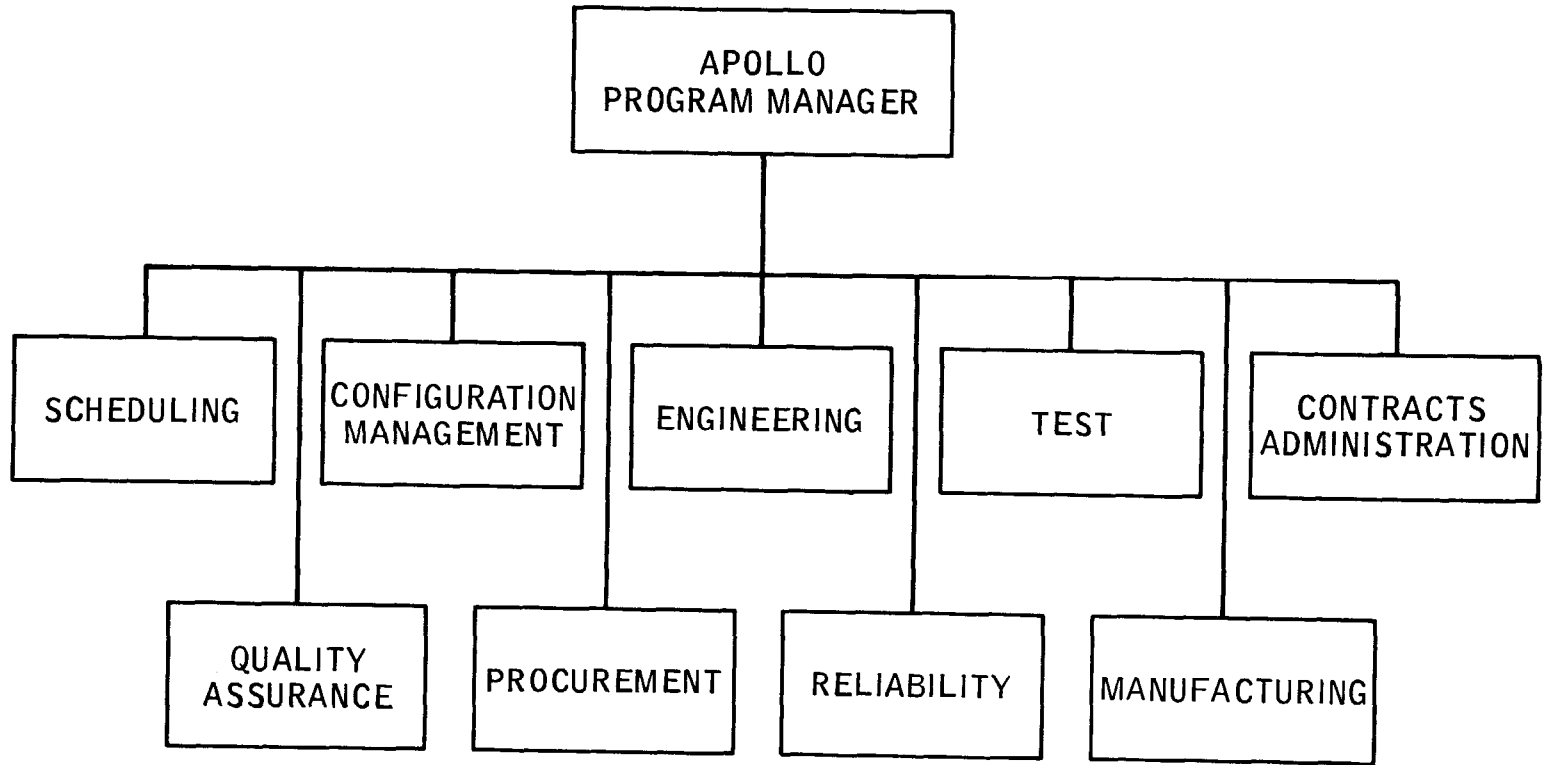 APOLLO
PROGRAM MANAGER
SCHEDULING
CONFIGURATION
MANAGEMENT
ENGINEERING
TEST
CONTRACTS
ADMINISTRATION
QUALITY
ASSURANCE
PROCUREMENT
RELIABILITY
MANUFACTURING